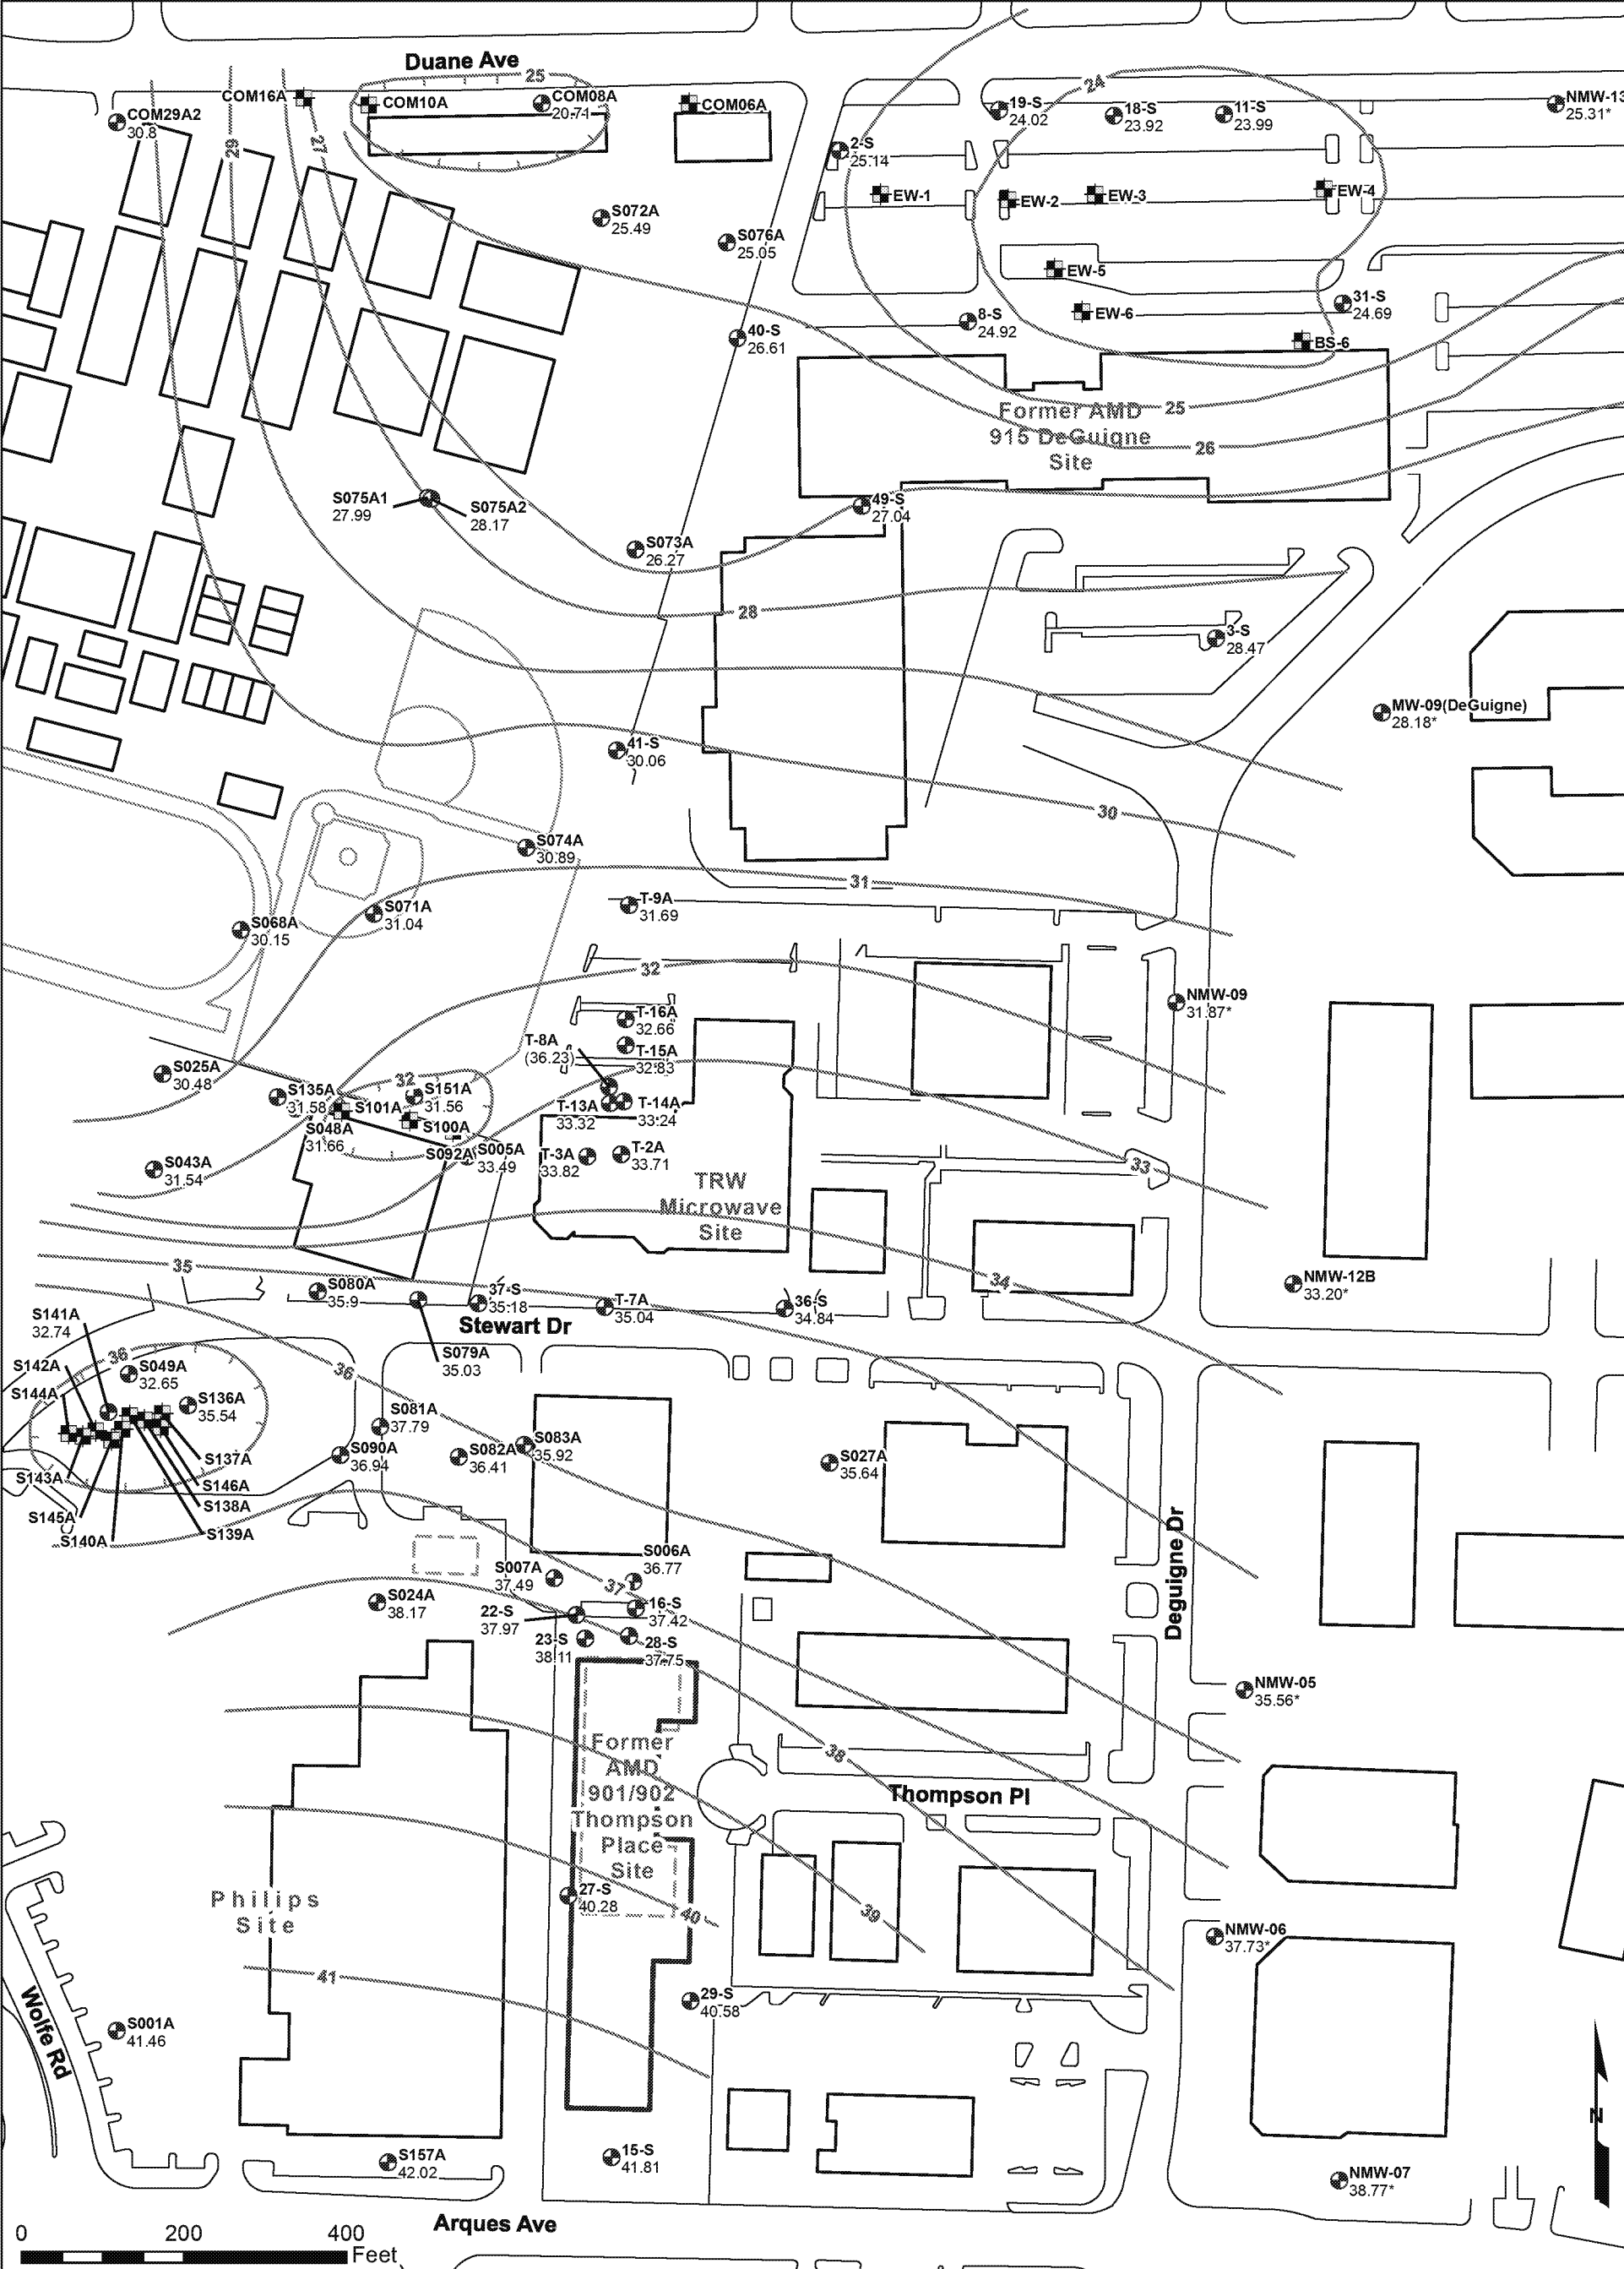 Duane Ave
25
24
COM16A
COM10A
COM08A
20.71
COM06A
COM29A2
30.8
29
27
19-S
24.02
18-S
23.92
11-S
23.99
NMW-13
25.31*
2-S
25.14
EW-1
EW-2
EW-3
EW-4
S072A
25.49
S076A
25.05
EW-5
EW-6
8-S
24.92
31-S
24.69
BS-6
40-S
26.61
Former AMD
915 DeGuigne
Site
25
26
S075A1
27.99
S075A2
28.17
49-S
27.04
S073A
26.27
28
3-S
28.47
MW-09(DeGuigne)
28.18*
41-S
30.06
30
S074A
30.89
31
S071A
31.04
T-9A
31.69
S068A
30.15
32
NMW-09
31.87*
T-16A
32.66
T-8A
(36.23)
T-15A
32.83
S025A
30.48
S135A
31.58
32
S151A
31.56
S101A
S048A
31.66
S100A
T-13A
33.32
T-14A
33.24
S092A
S005A
33.49
T-3A
33.82
T-2A
33.71
S043A
31.54
33
TRW
Microwave
Site
35
34
S080A
35.9
37-S
35.18
T-7A
35.04
36-S
34.84
NMW-12B
33.20*
Stewart Dr
S141A
32.74
S079A
35.03
36
36
S142A
S049A
32.65
S144A
S136A
35.54
S081A
37.79
S090A
36.94
S082A
36.41
S083A
35.92
S027A
35.64
S137A
S143A
S146A
S138A
S145A
S139A
S140A
Deguigne Dr
S006A
36.77
S007A
37.49
37
S024A
38.17
22-S
37.97
16-S
37.42
23-S
38.11
28-S
37.75
NMW-05
35.56*
Former
AMD
901/902
Thompson
Place
Site
38
Thompson Pl
Philips
Site
27-S
40.28
40
39
NMW-06
37.73*
41
29-S
40.58
Wolfe Rd
S001A
41.46
S157A
42.02
15-S
41.81
NMW-07
38.77*
N
Arques Ave
0 200 400
Feet